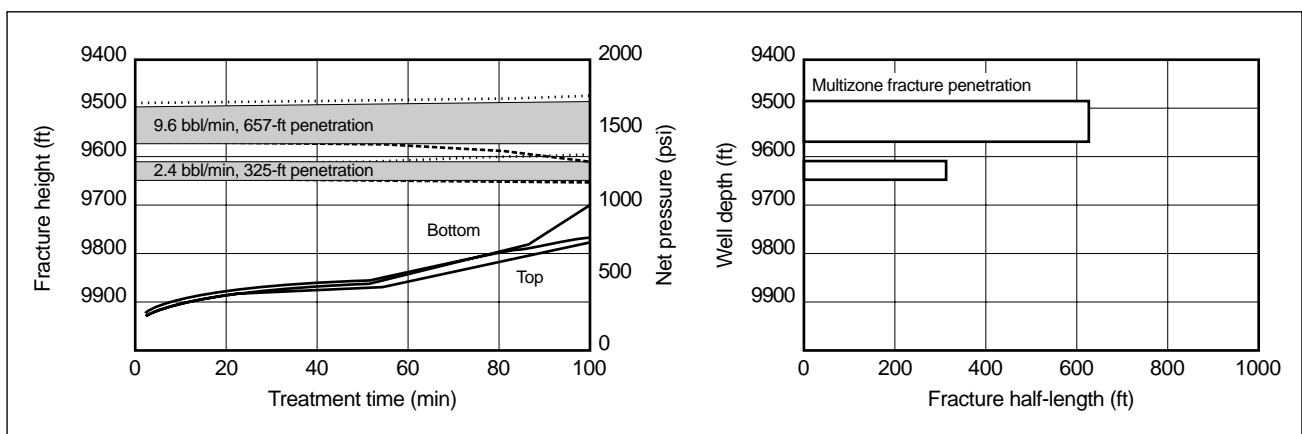 9400
9500
9600
9700
9800
9900
Fracture height (ft)
9.6 bbl/min, 657-ft penetration
2.4 bbl/min, 325-ft penetration
Bottom
Top
2000
1500
1000
500
0
Net pressure (psi)
0 20 40 60 80 100
Treatment time (min)
9400
9500
9600
9700
9800
9900
Well depth (ft)
Multizone fracture penetration
0 200 400 600 800 1000
Fracture half-length (ft)